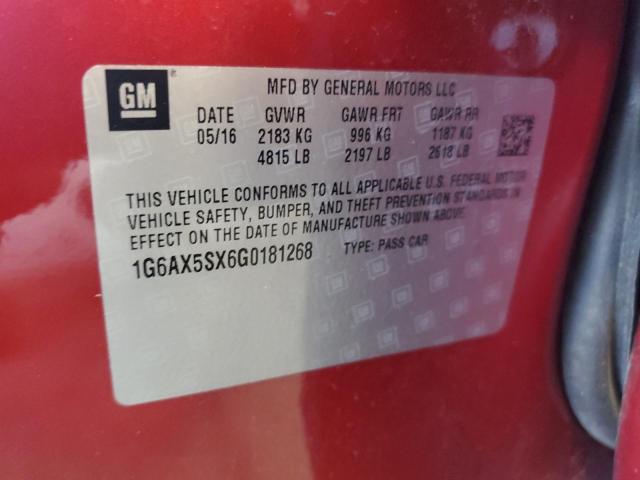 GM
MFD BY GENERAL MOTORS LLC
DATE GVWR GAWR FRT GAWR RR
05/16 2183 KG 996 KG 1187 KG
4815 LB 2197 LB 2618 LB
THIS VEHICLE CONFORMS TO ALL APPLICABLE U.S. FEDERAL MOTOR
VEHICLE SAFETY, BUMPER, AND THEFT PREVENTION STANDARDS IN
EFFECT ON THE DATE OF MANUFACTURE SHOWN ABOVE.
1G6AX5SX6G0181268 TYPE: PASS CAR